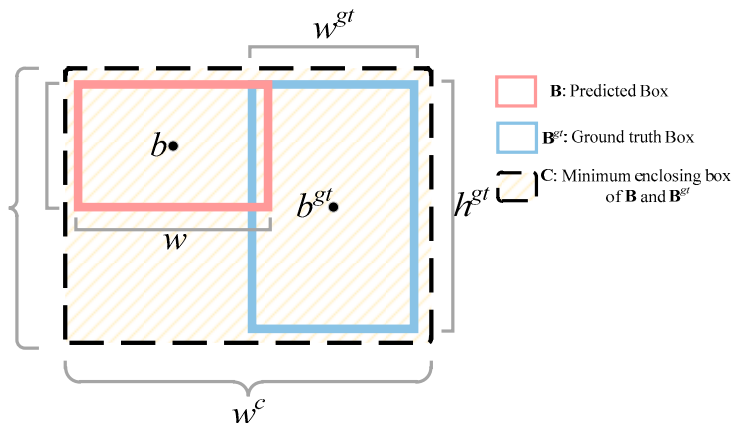 w^gt
B: Predicted Box
b
B^gt: Ground truth Box
C: Minimum enclosing box
of B and B^gt
b^gt
h^gt
w
w^c